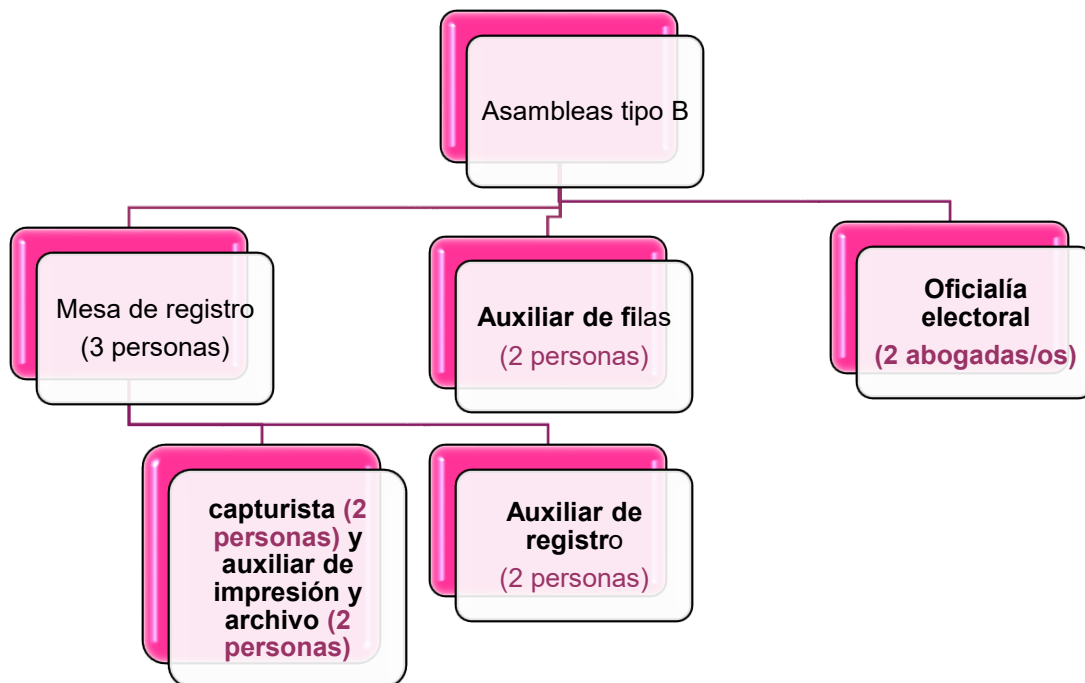 Asambleas tipo B
Mesa de registro
(3 personas)
Auxiliar de filas
(2 personas)
Oficialía
electoral
(2 abogadas/os)
capturista (2
personas) y
auxiliar de
impresión y
archivo (2
personas)
Auxiliar de
registro
(2 personas)